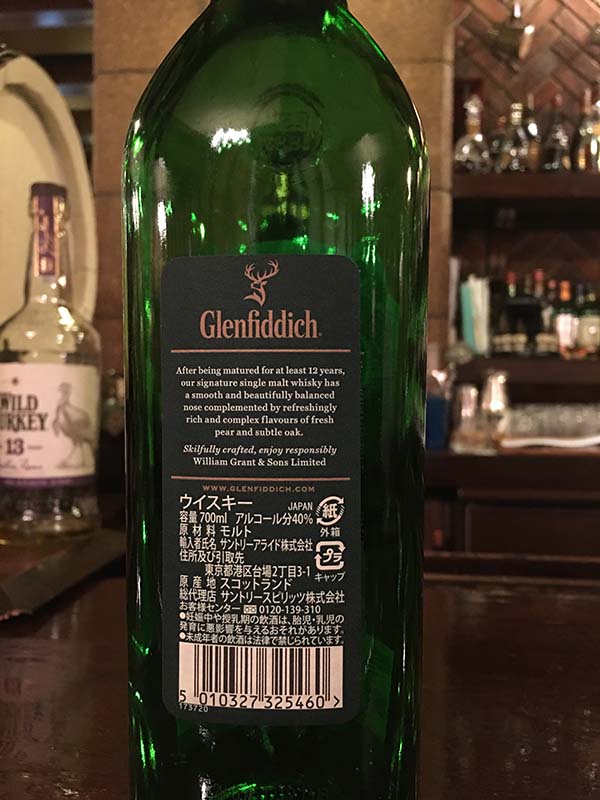 Glenfiddich
After being matured for at least 12 years,
our signature single malt whisky has
a smooth and beautifully balanced
nose complemented by refreshingly
rich and complex flavours of fresh
pear and subtle oak.
Skilfully crafted, enjoy responsibly
William Grant & Sons Limited
WWW.GLENFIDDICH.COM
ウイスキー JAPAN
容量 700ml アルコール分40%
紙
外箱
原材料 モルト
輸入者氏名 サントリーアライド株式会社
住所及び引取先
東京都港区台場2丁目3-1
プラ
キャップ
原産地 スコットランド
総代理店 サントリースピリッツ株式会社
お客様センター 0120-139-310
●妊娠中や授乳期の飲酒は、胎児・乳児の
発育に悪影響を与えるおそれがあります。
●未成年者の飲酒は法律で禁じられています。
5 010327 325460 >
173720
WILD
TURKEY
13